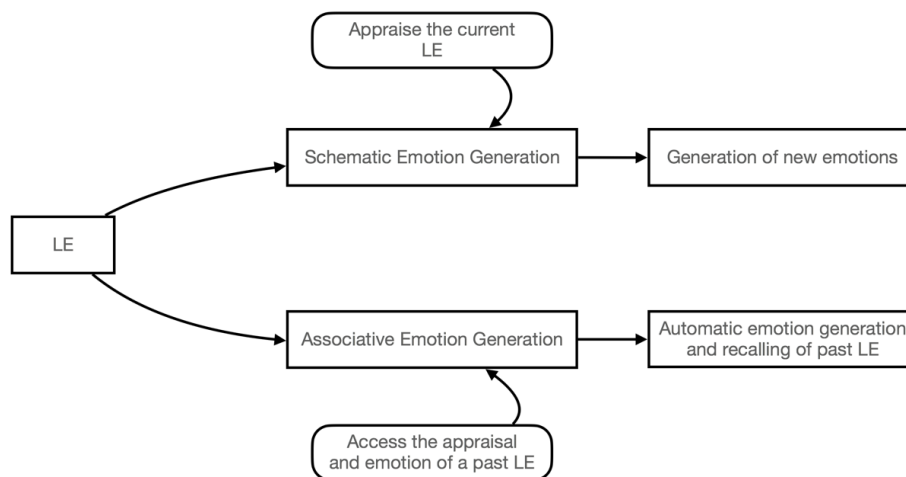 Appraise the current
LE
Schematic Emotion Generation
Generation of new emotions
LE
Associative Emotion Generation
Automatic emotion generation
and recalling of past LE
Access the appraisal
and emotion of a past LE